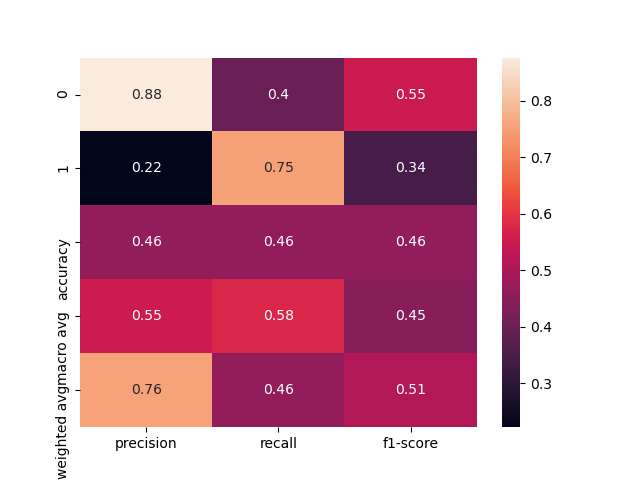 0 0.88 0.4 0.55
1 0.22 0.75 0.34
accuracy 0.46 0.46 0.46
macro avg 0.55 0.58 0.45
weighted avg 0.76 0.46 0.51
precision recall f1-score
0.8
0.7
0.6
0.5
0.4
0.3